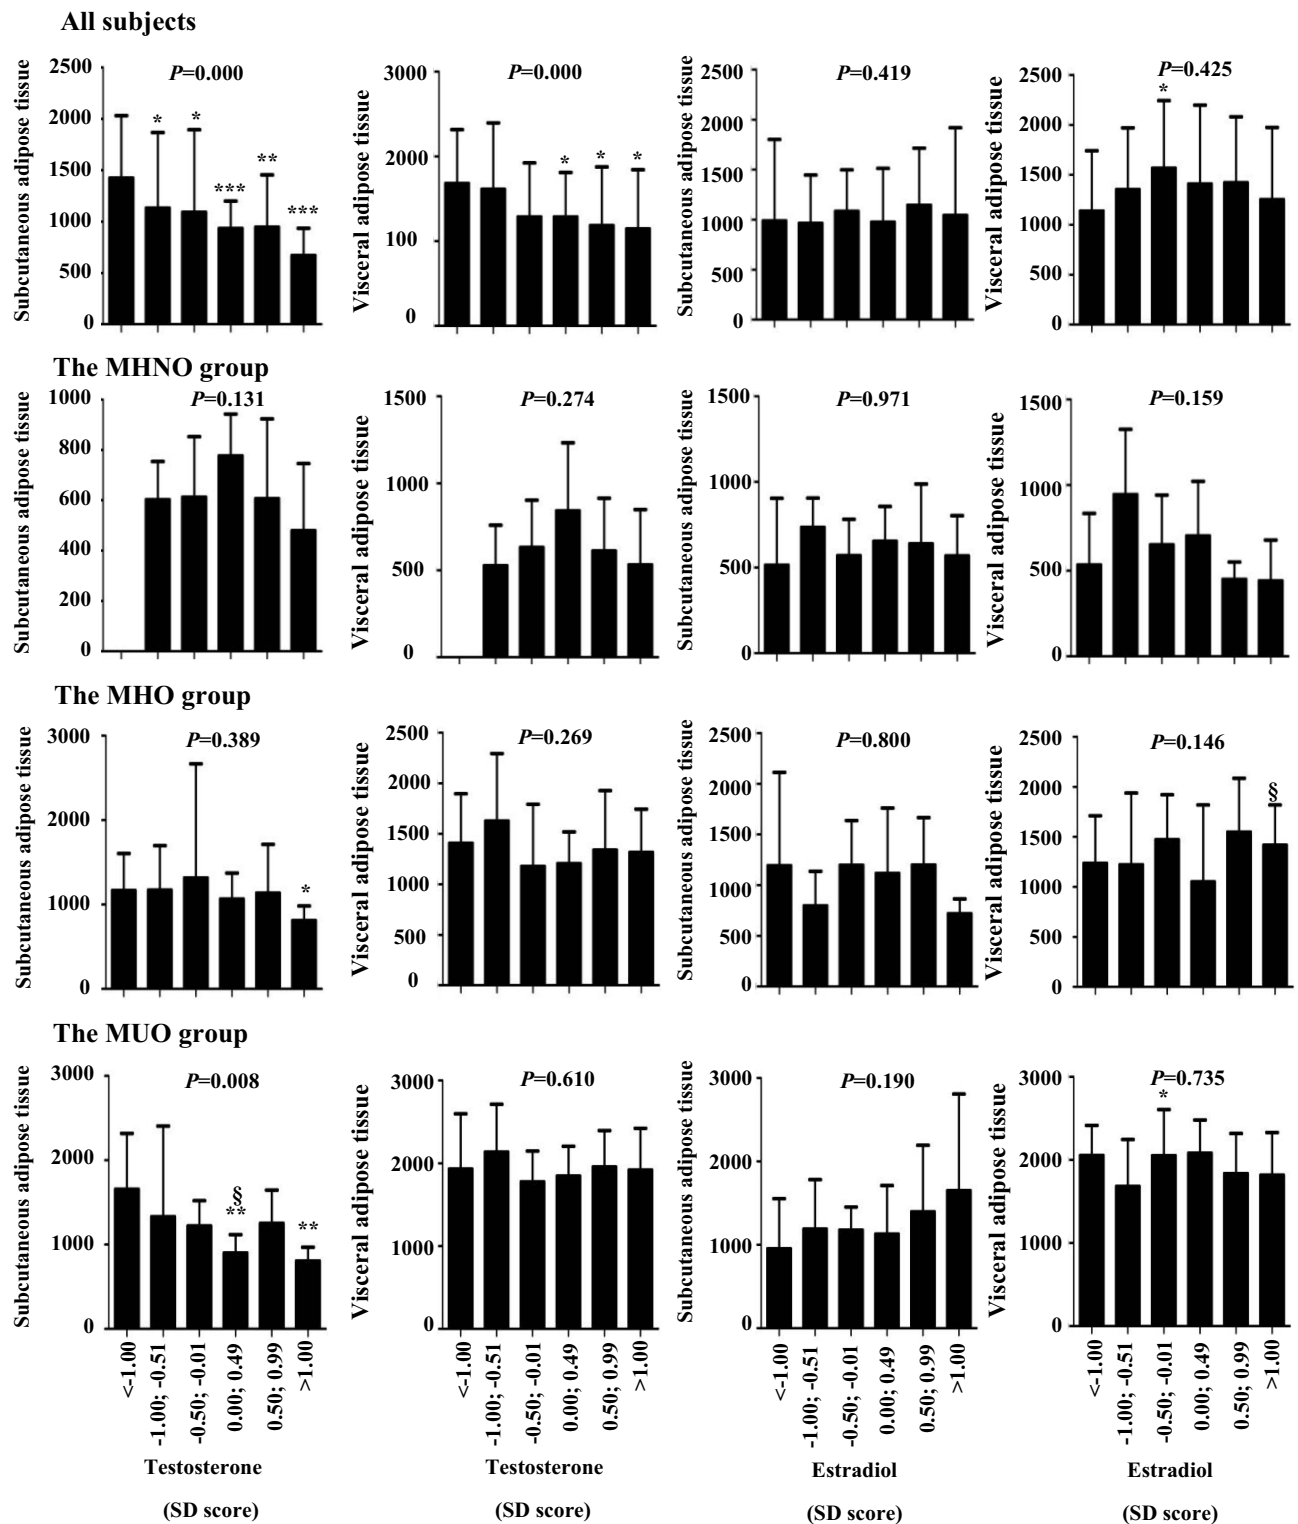 All subjects
Subcutaneous adipose tissue
2500
2000
1500
1000
500
0
P=0.000
*
*
***
**
***
Visceral adipose tissue
3000
2000
100
0
P=0.000
*
*
*
Subcutaneous adipose tissue
2500
2000
1500
1000
500
0
P=0.419
Visceral adipose tissue
2500
2000
1500
1000
500
0
P=0.425
*
The MHNO group
Subcutaneous adipose tissue
1000
800
600
400
200
0
P=0.131
Visceral adipose tissue
1500
1000
500
0
P=0.274
Subcutaneous adipose tissue
1500
1000
500
0
P=0.971
Visceral adipose tissue
1500
1000
500
0
P=0.159
The MHO group
Subcutaneous adipose tissue
3000
2000
1000
0
P=0.389
*
Visceral adipose tissue
2500
2000
1500
1000
500
0
P=0.269
Subcutaneous adipose tissue
2500
2000
1500
1000
500
0
P=0.800
Visceral adipose tissue
2500
2000
1500
1000
500
0
P=0.146
§
The MUO group
Subcutaneous adipose tissue
3000
2000
1000
0
P=0.008
§
**
**
Visceral adipose tissue
3000
2000
1000
0
P=0.610
Subcutaneous adipose tissue
3000
2000
1000
0
P=0.190
Visceral adipose tissue
3000
2000
1000
0
P=0.735
*
<-1.00
-1.00; -0.51
-0.50; -0.01
0.00; 0.49
0.50; 0.99
>1.00
<-1.00
-1.00; -0.51
-0.50; -0.01
0.00; 0.49
0.50; 0.99
>1.00
<-1.00
-1.00; -0.51
-0.50; -0.01
0.00; 0.49
0.50; 0.99
>1.00
<-1.00
-1.00; -0.51
-0.50; -0.01
0.00; 0.49
0.50; 0.99
>1.00
Testosterone
(SD score)
Testosterone
(SD score)
Estradiol
(SD score)
Estradiol
(SD score)